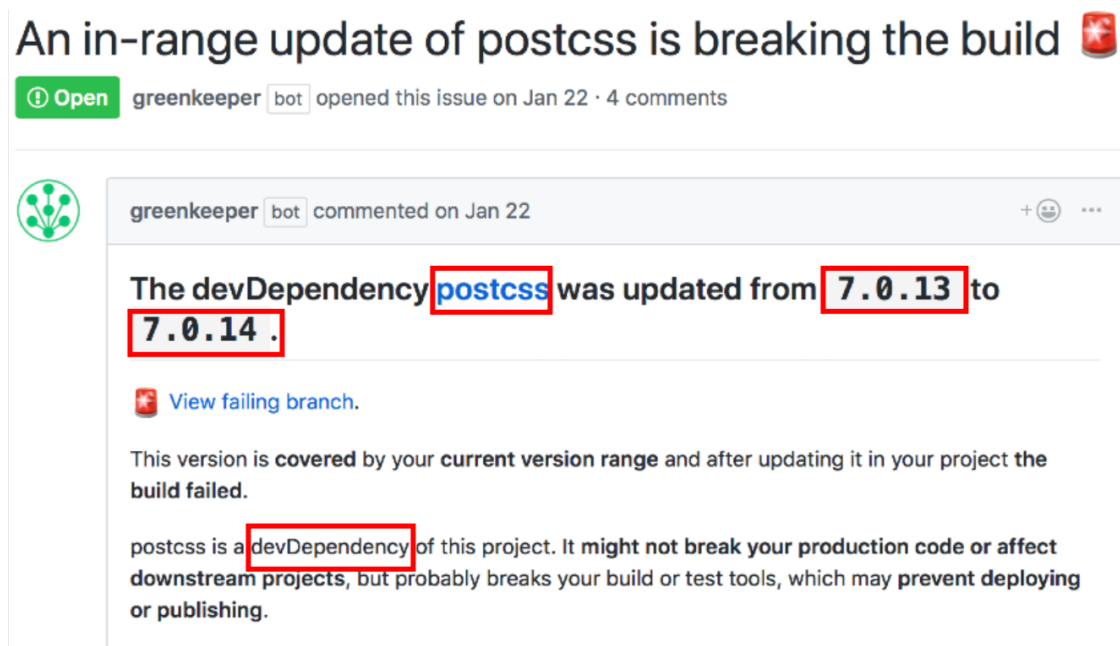 An in-range update of postcss is breaking the build 🚨
Open greenkeeper bot opened this issue on Jan 22 · 4 comments
greenkeeper bot commented on Jan 22
The devDependency postcss was updated from 7.0.13 to
7.0.14 .
🚨 View failing branch.
This version is covered by your current version range and after updating it in your project the
build failed.
postcss is a devDependency of this project. It might not break your production code or affect
downstream projects, but probably breaks your build or test tools, which may prevent deploying
or publishing.